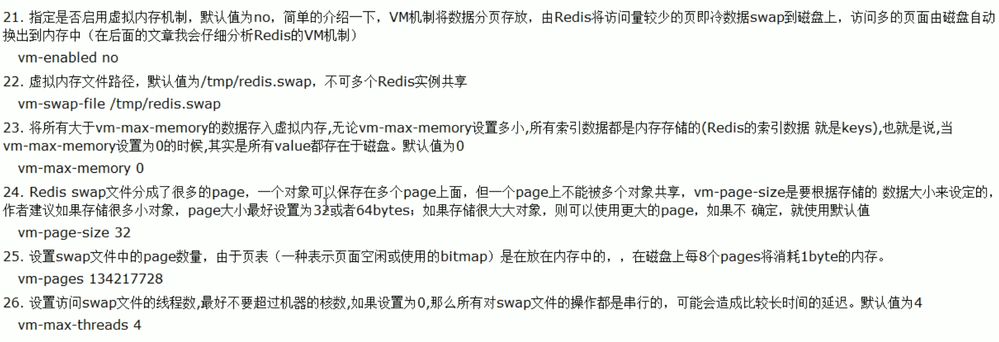 21. 指定是否启用虚拟内存机制，默认值为no，简单的介绍一下，VM机制将数据分页存放，由Redis将访问量较少的页即冷数据swap到磁盘上，访问多的页面由磁盘自动
换出到内存中（在后面的文章我会仔细分析Redis的VM机制）
vm-enabled no
22. 虚拟内存文件路径，默认值为/tmp/redis.swap，不可多个Redis实例共享
vm-swap-file /tmp/redis.swap
23. 将所有大于vm-max-memory的数据存入虚拟内存,无论vm-max-memory设置多小,所有索引数据都是内存存储的(Redis的索引数据 就是keys),也就是说,当
vm-max-memory设置为0的时候,其实是所有value都存在于磁盘。默认值为0
vm-max-memory 0
24. Redis swap文件分成了很多的page，一个对象可以保存在多个page上面，但一个page上不能被多个对象共享，vm-page-size是要根据存储的 数据大小来设定的，
作者建议如果存储很多小对象，page大小最好设置为32或者64bytes；如果存储很大大对象，则可以使用更大的page，如果不 确定，就使用默认值
vm-page-size 32
25. 设置swap文件中的page数量，由于页表（一种表示页面空闲或使用的bitmap）是在放在内存中的，，在磁盘上每8个pages将消耗1byte的内存。
vm-pages 134217728
26. 设置访问swap文件的线程数,最好不要超过机器的核数,如果设置为0,那么所有对swap文件的操作都是串行的，可能会造成比较长时间的延迟。默认值为4
vm-max-threads 4